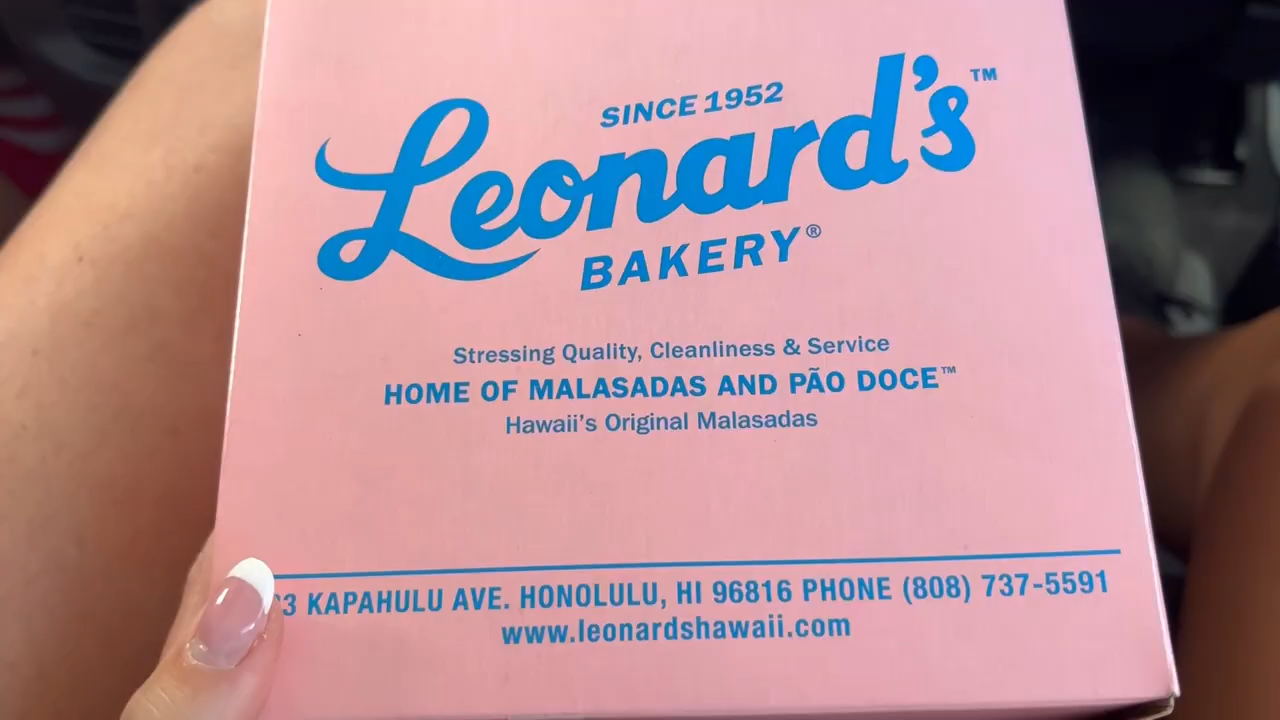 SINCE 1952
Leonard's™
BAKERY®
Stressing Quality, Cleanliness & Service
HOME OF MALASADAS AND PÃO DOCE™
Hawaii's Original Malasadas
KAPAHULU AVE. HONOLULU, HI 96816 PHONE (808) 737-5591
www.leonardshawaii.com